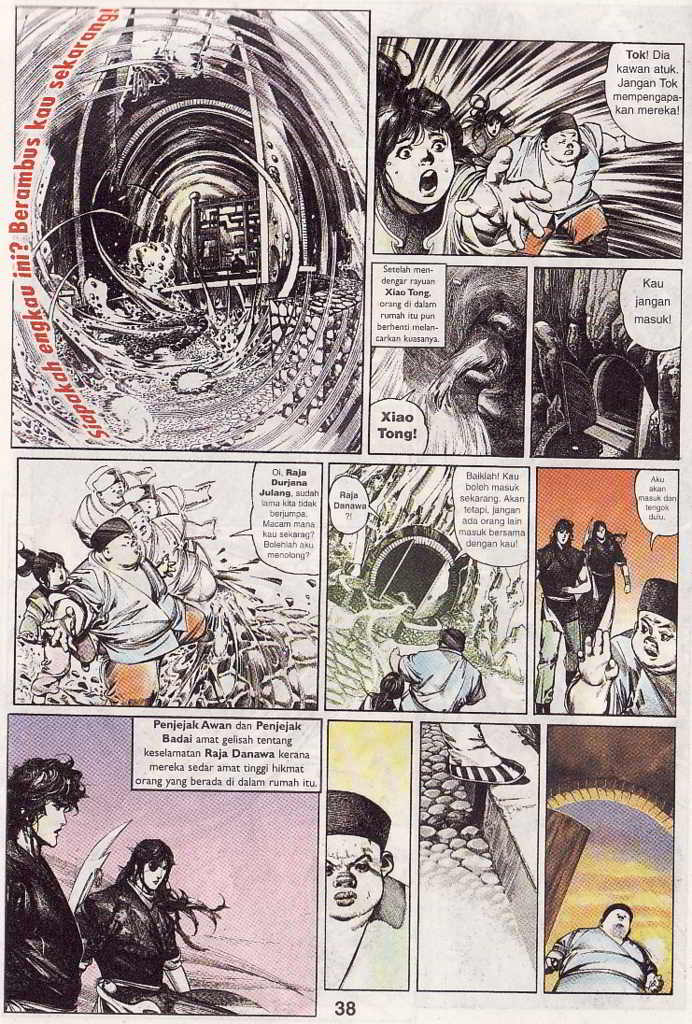 Siapakah engkau ini? Berambus kau sekarang!
Tok! Dia
kawan atuk.
Jangan Tok
mempengapa-
kan mereka!
Setelah men-
dengar rayuan
Xiao Tong,
orang di dalam
rumah itu pun
berhenti melan-
carkan kuasanya.
Xiao
Tong!
Kau
jangan
masuk!
Oi, Raja
Durjana
Julang, sudah
lama kita tidak
berjumpa.
Macam mana
kau sekarag?
Bolehlah aku
menolong?
Raja
Danawa
?!
Baiklah! Kau
boleh masuk
sekarang. Akan
tetapi, jangan
ada orang lain
masuk bersama
dengan kau!
Aku
akan
masuk dan
tengok
dulu.
Penjejak Awan dan Penjejak
Badai amat gelisah tentang
keselamatan Raja Danawa kerana
mereka sedar amat tinggi hikmat
orang yang berada di dalam rumah itu.
38